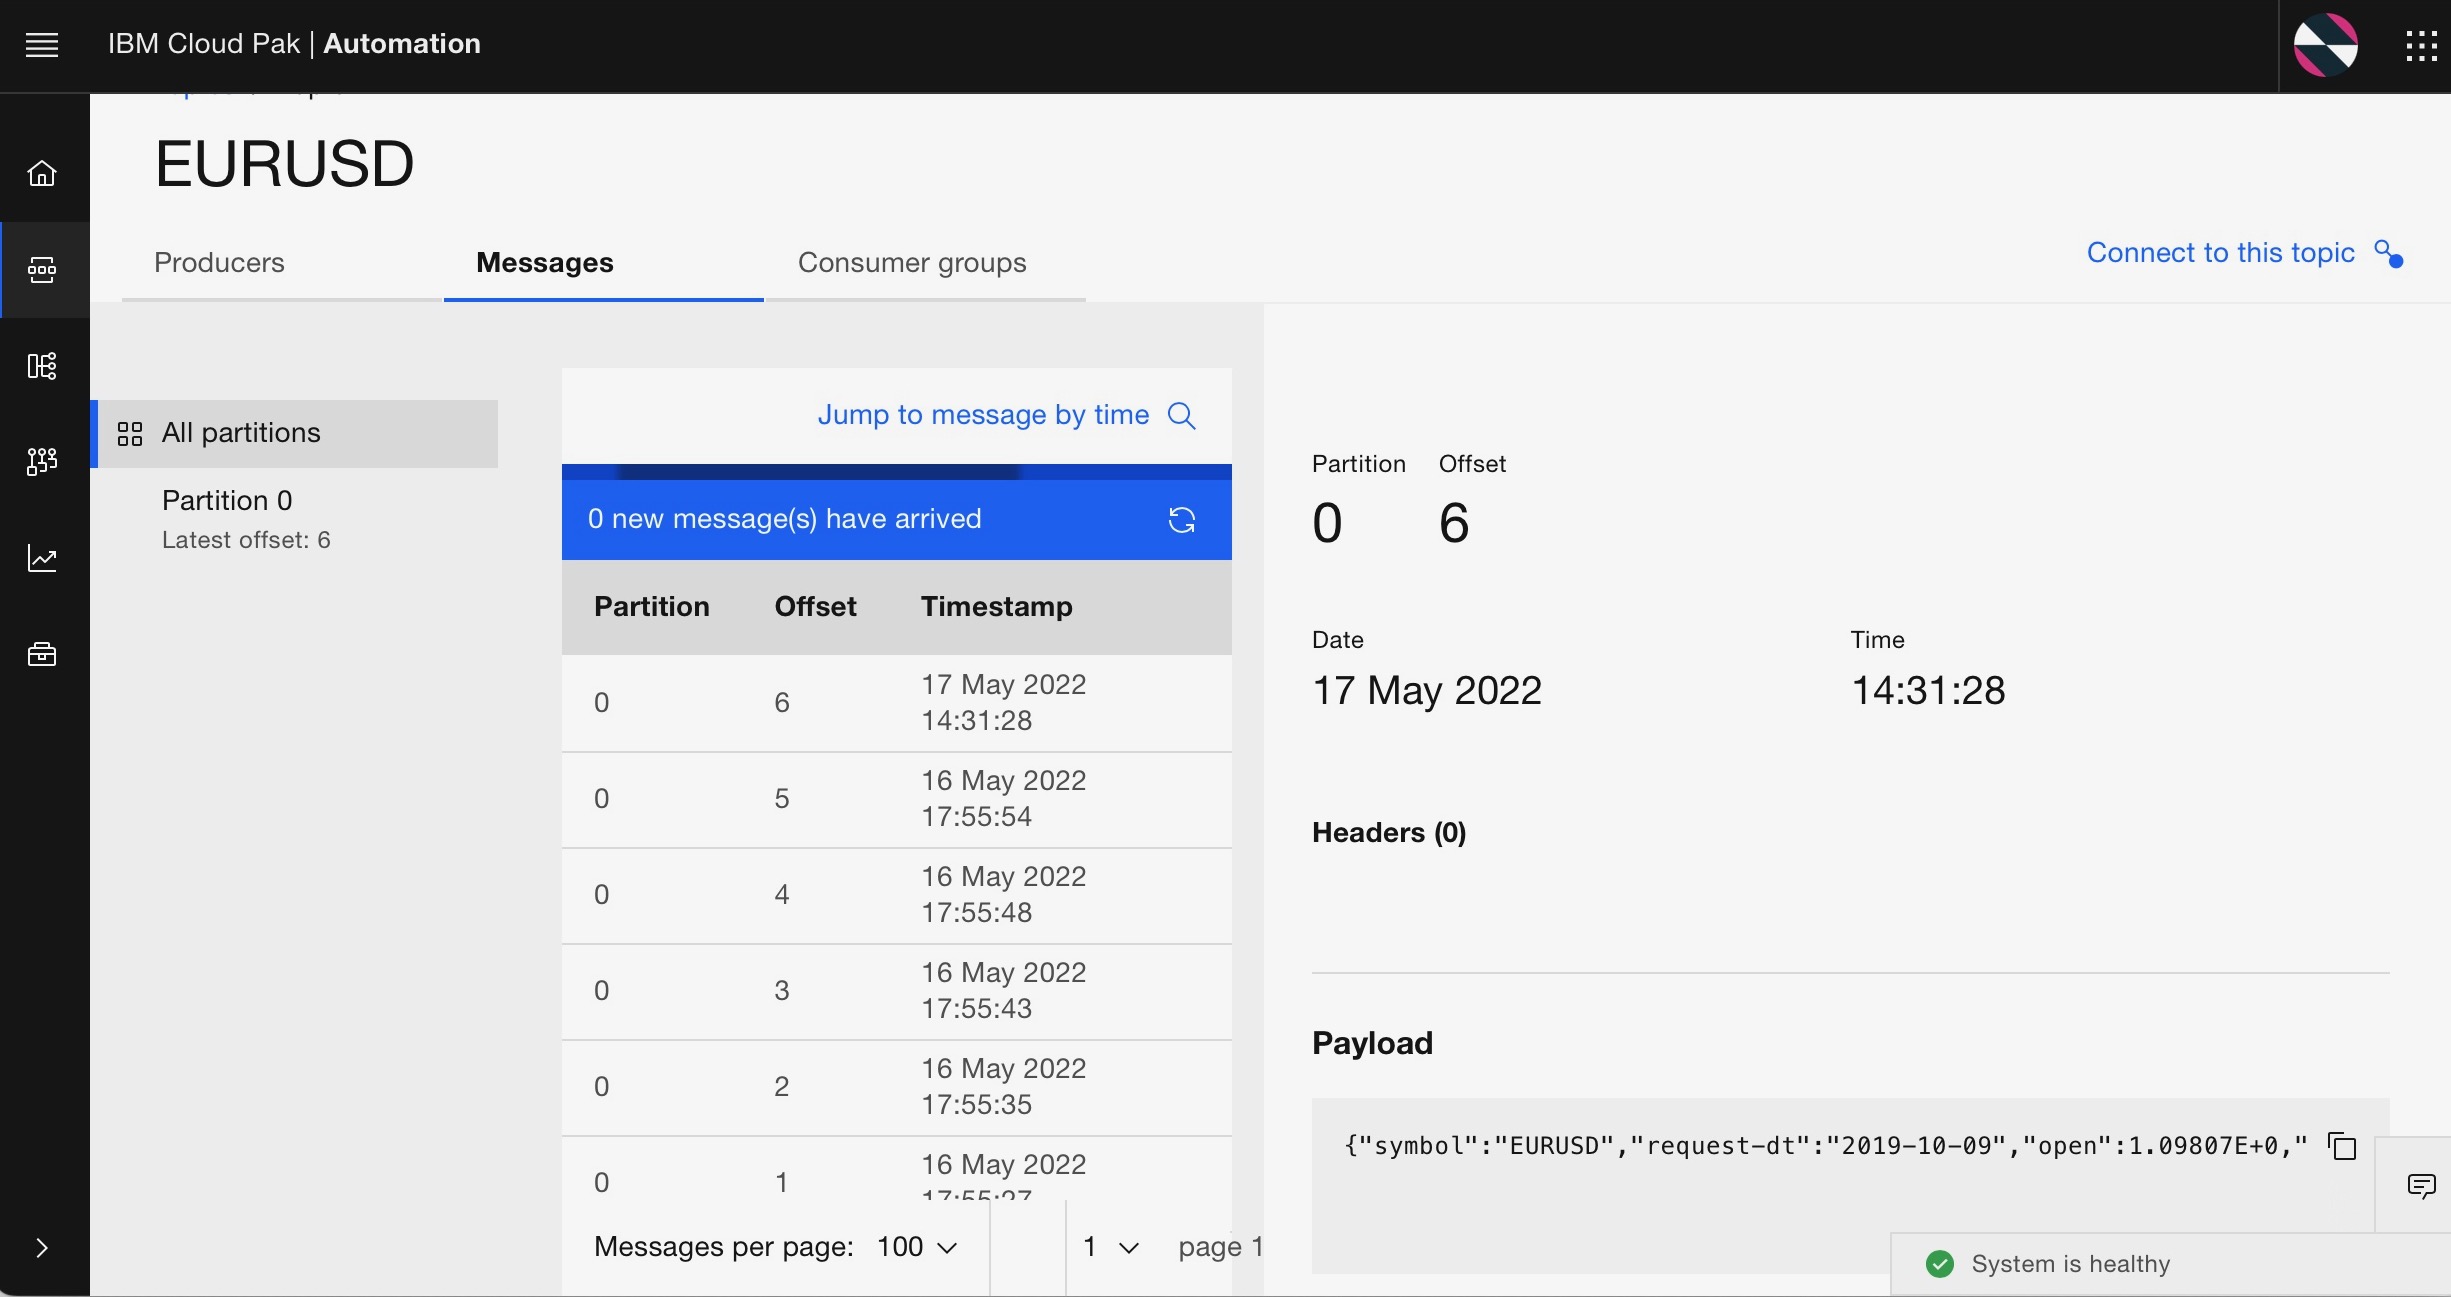 IBM Cloud Pak | Automation
EURUSD
Producers
Messages
Consumer groups
Connect to this topic
All partitions
Partition 0
Latest offset: 6
Jump to message by time
0 new message(s) have arrived
Partition Offset Timestamp
0 6 17 May 2022
14:31:28
0 5 16 May 2022
17:55:54
0 4 16 May 2022
17:55:48
0 3 16 May 2022
17:55:43
0 2 16 May 2022
17:55:35
0 1 16 May 2022
17:55:27
Messages per page: 100
1 page 1
Partition Offset
0 6
Date Time
17 May 2022 14:31:28
Headers (0)
Payload
{"symbol":"EURUSD","request-dt":"2019-10-09","open":1.09807E+0,"
System is healthy